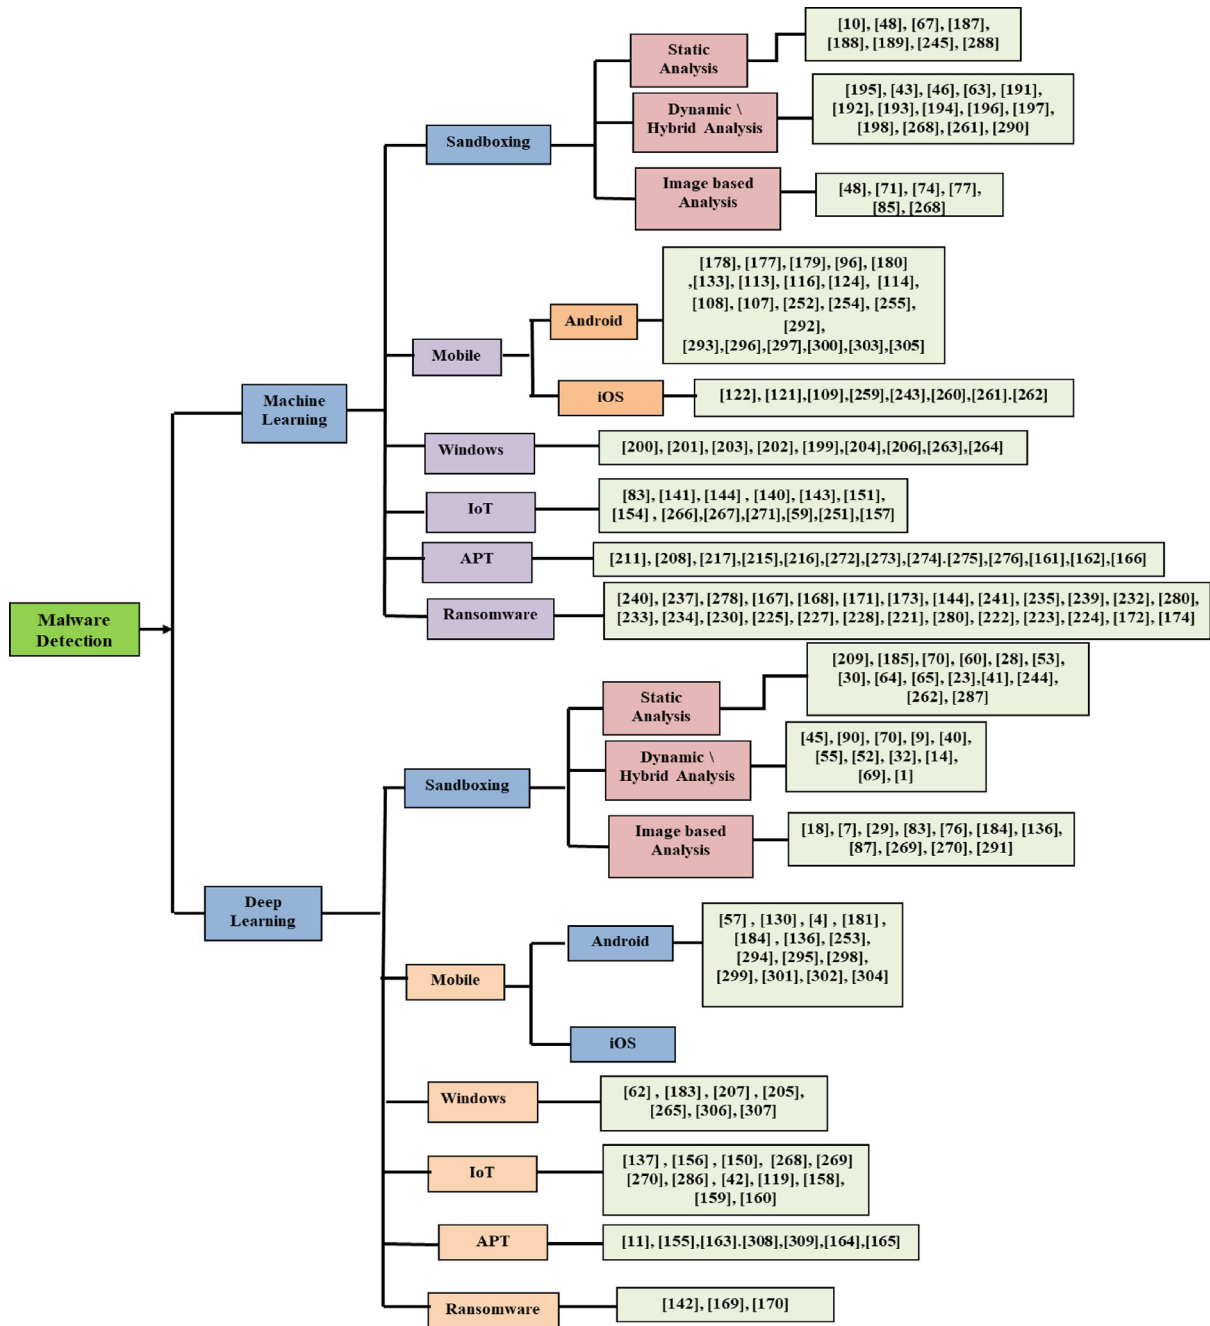 Malware
Detection
Machine
Learning
Sandboxing
Static
Analysis
[10], [48], [67], [187],
[188], [189], [245], [288]
Dynamic \
Hybrid Analysis
[195], [43], [46], [63], [191],
[192], [193], [194], [196], [197],
[198], [268], [261], [290]
Image based
Analysis
[48], [71], [74], [77],
[85], [268]
Mobile
Android
[178], [177], [179], [96], [180]
,[133], [113], [116], [124], [114],
[108], [107], [252], [254], [255],
[292],
[293],[296],[297],[300],[303],[305]
iOS
[122], [121],[109],[259],[243],[260],[261].[262]
Windows
[200], [201], [203], [202], [199],[204],[206],[263],[264]
IoT
[83], [141], [144] , [140], [143], [151],
[154] , [266],[267],[271],[59],[251],[157]
APT
[211], [208], [217],[215], [216],[272],[273],[274].[275],[276],[161],[162],[166]
Ransomware
[240], [237], [278], [167], [168], [171], [173], [144], [241], [235], [239], [232], [280],
[233], [234], [230], [225], [227], [228], [221], [280], [222], [223], [224], [172], [174]
Deep
Learning
Sandboxing
Static
Analysis
[209], [185], [70], [60], [28], [53],
[30], [64], [65], [23],[41], [244],
[262], [287]
Dynamic \
Hybrid Analysis
[45], [90], [70], [9], [40],
[55], [52], [32], [14],
[69], [1]
Image based
Analysis
[18], [7], [29], [83], [76], [184], [136],
[87], [269], [270], [291]
Mobile
Android
[57] , [130] , [4] , [181] ,
[184] , [136], [253],
[294], [295], [298],
[299], [301], [302], [304]
iOS
Windows
[62] , [183], [207] , [205],
[265], [306], [307]
IoT
[137] , [156] , [150], [268], [269]
[270], [286] , [42], [119], [158],
[159], [160]
APT
[11], [155],[163].[308],[309],[164],[165]
Ransomware
[142], [169], [170]